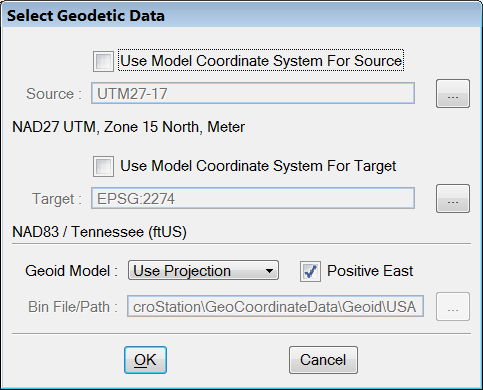 Select Geodetic Data
Use Model Coordinate System For Source
Source : UTM27-17 ...
NAD27 UTM, Zone 15 North, Meter
Use Model Coordinate System For Target
Target : EPSG:2274 ...
NAD83 / Tennessee (ftUS)
Geoid Model : Use Projection Positive East
Bin File/Path : croStation\GeoCoordinateData\Geoid\USA ...
OK Cancel